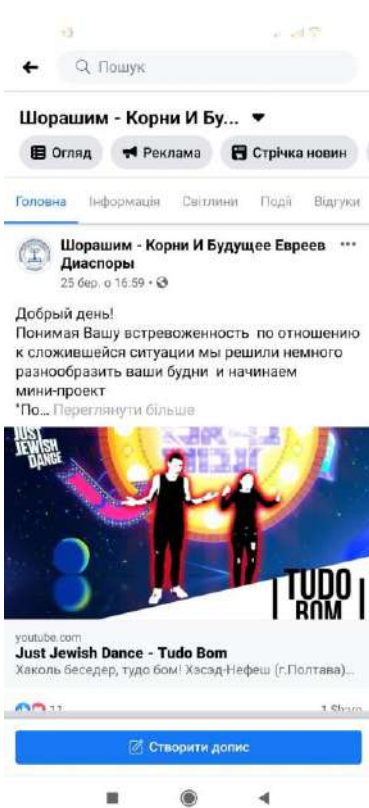 Пошук
Шорашим - Корни И Бу...
Огляд Реклама Стрічка новин
Головна Інформація Світлини Події Відгуки
Шорашим - Корни И Будущее Евреев
Диаспоры
25 бер. о 16:59
Добрый день!
Понимая Вашу встревоженность по отношению
к сложившейся ситуации мы решили немного
разнообразить ваши будни и начинаем
мини-проект
"По... Переглянути більше
JUST
JEWISH
DANCE
TUDO
BOM
youtube.com
Just Jewish Dance - Tudo Bom
Хаколь беседер, тудо бом! Хэсэд-Нефеш (г.Полтава)...
11 1 Share
Створити допис